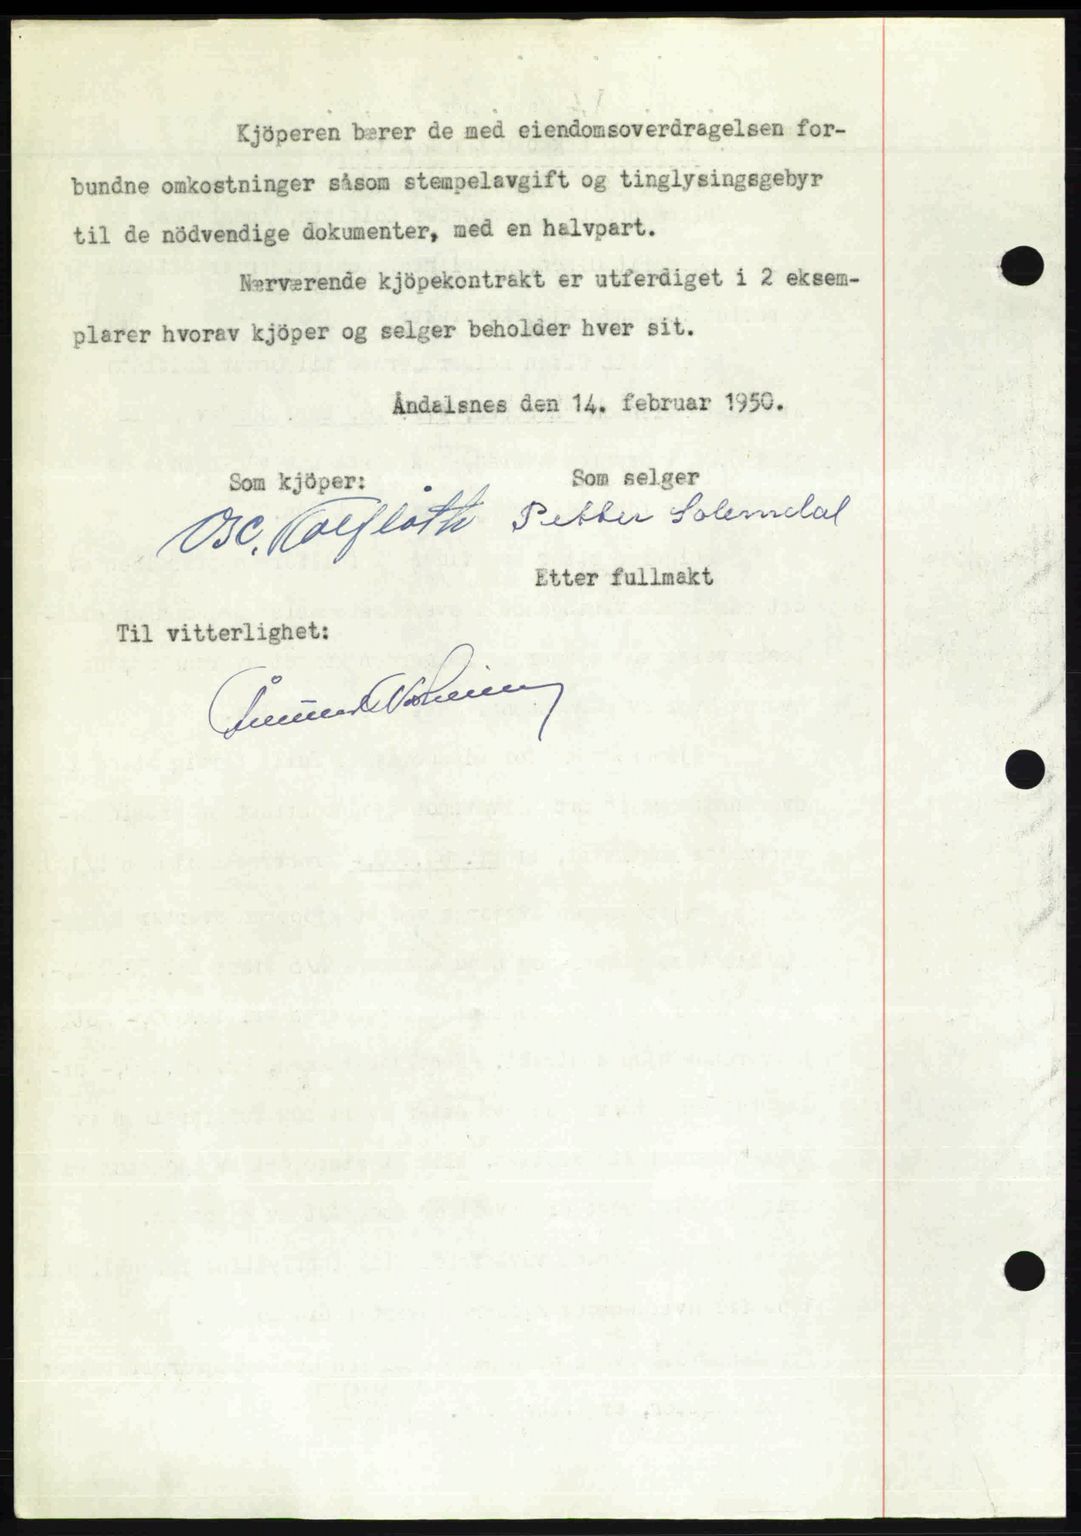 Kjöperen bærer de med eiendomsoverdragelsen for-
bundne omkostninger såsom stempelavgift og tinglysingsgebyr
til de nödvendige dokumenter, med en halvpart.
Nærværende kjöpekontrakt er utferdiget i 2 eksem-
plarer hvorav kjöper og selger beholder hver sit.
Åndalsnes den 14. februar 1950.
Som kjöper: Som selger
Osc. Petter Solemdal
Etter fullmakt
Til vitterlighet: